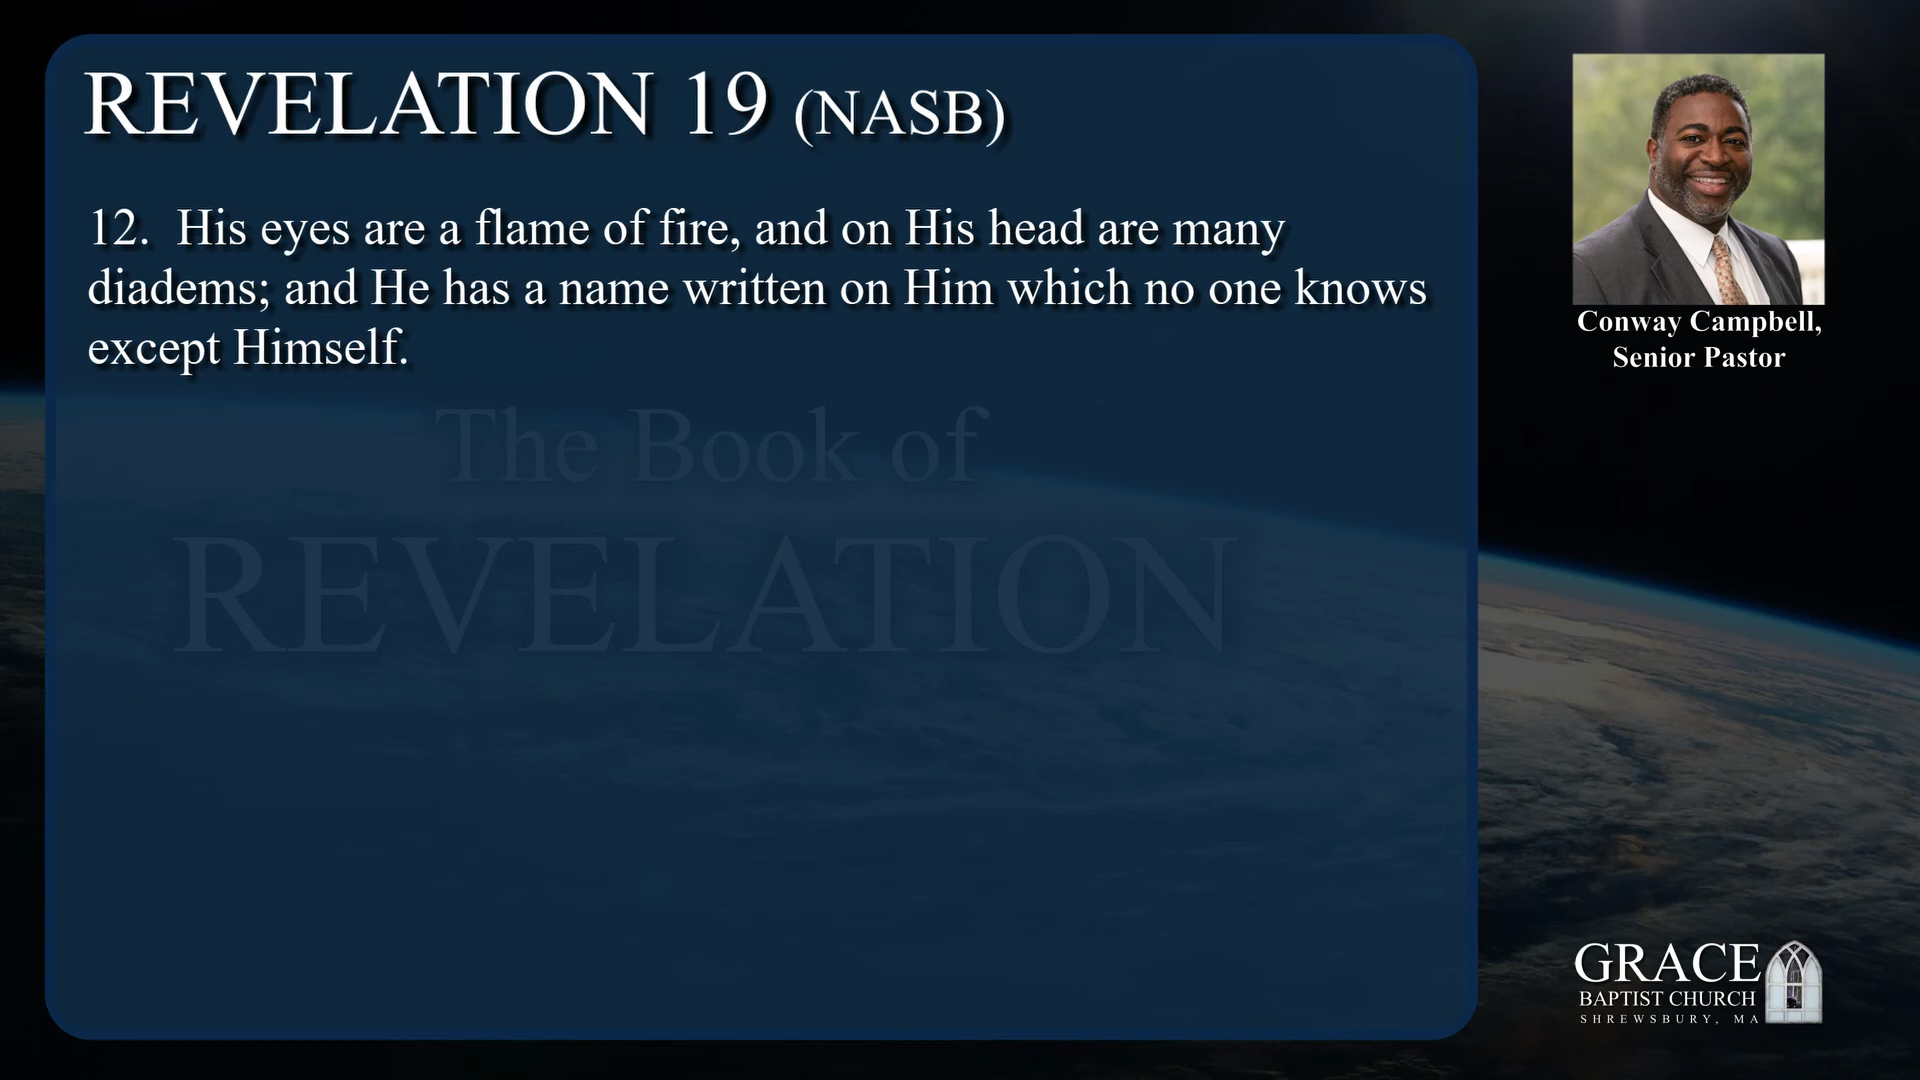 REVELATION 19 (NASB)
12. His eyes are a flame of fire, and on His head are many
diadems; and He has a name written on Him which no one knows
except Himself.
The Book of
REVELATION
Conway Campbell,
Senior Pastor
GRACE
BAPTIST CHURCH
SHREWSBURY, MA